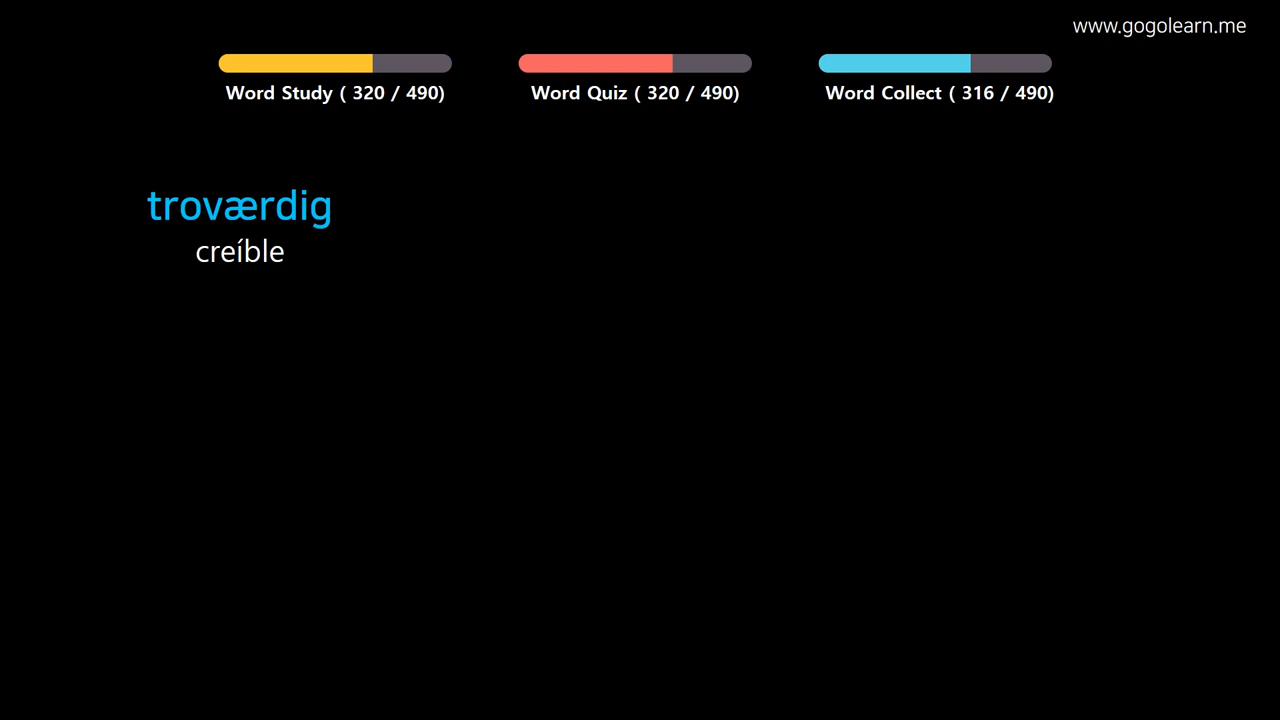 www.gogolearn.me
Word Study ( 320 / 490)
Word Quiz ( 320 / 490)
Word Collect ( 316 / 490)
troværdig
creíble